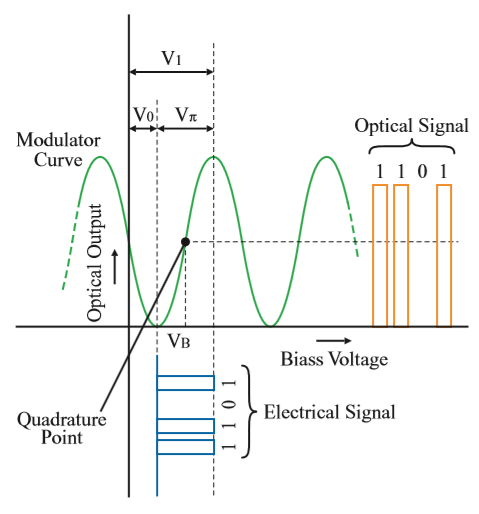 V1
V0 Vπ
Modulator
Curve
Optical Signal
1 1 0 1
Optical Output
VB
Biass Voltage
1 1 0 1
Electrical Signal
Quadrature
Point